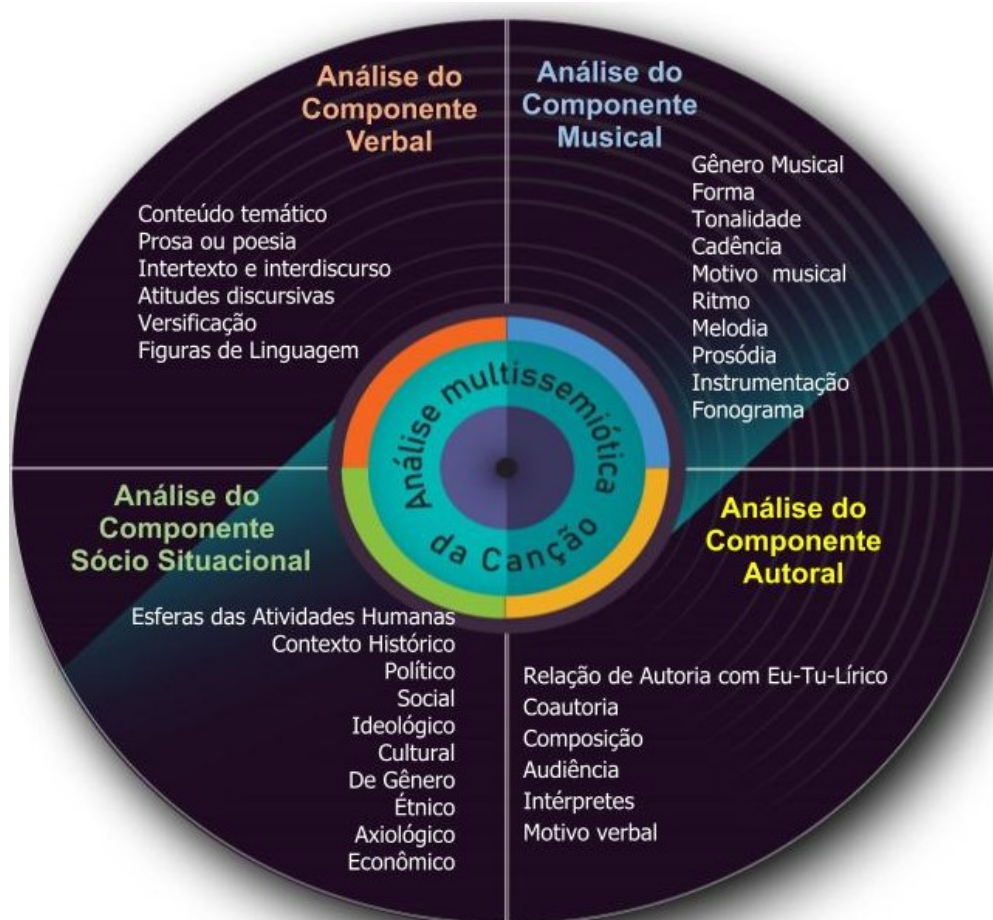 Análise do
Componente
Verbal
Conteúdo temático
Prosa ou poesia
Intertexto e interdiscurso
Atitudes discursivas
Versificação
Figuras de Linguagem
Análise do
Componente
Musical
Gênero Musical
Forma
Tonalidade
Cadência
Motivo musical
Ritmo
Melodia
Prosódia
Instrumentação
Fonograma
Análise multissemiótica
da Canção
Análise do
Componente
Sócio Situacional
Esferas das Atividades Humanas
Contexto Histórico
Político
Social
Ideológico
Cultural
De Gênero
Étnico
Axiológico
Econômico
Análise do
Componente
Autoral
Relação de Autoria com Eu-Tu-Lírico
Coautoria
Composição
Audiência
Intérpretes
Motivo verbal